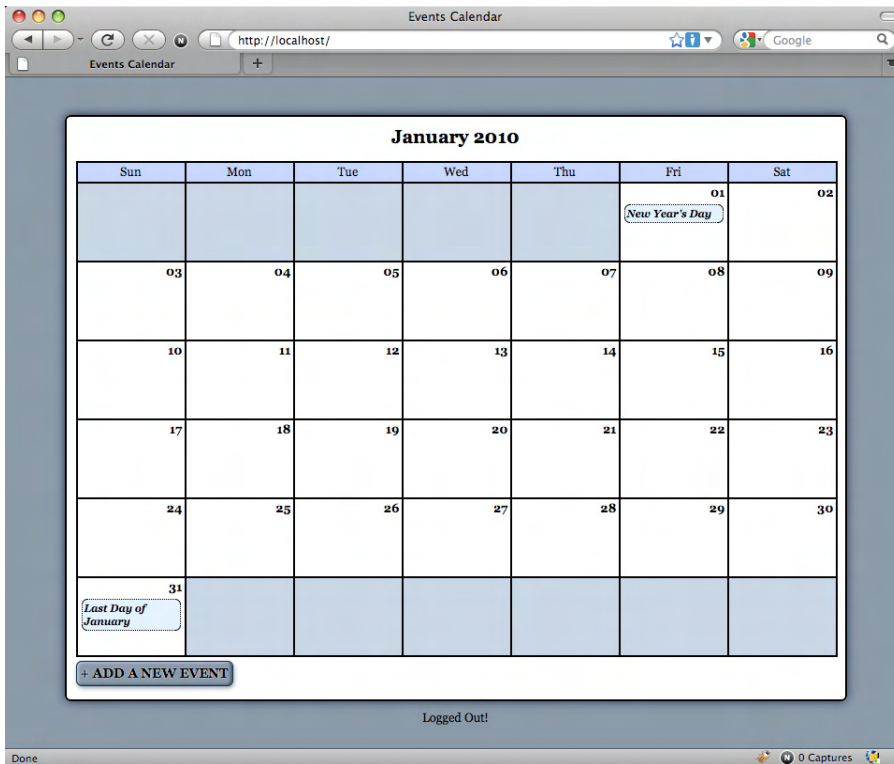 Events Calendar
http://localhost/
Google
Events Calendar
+
January 2010
Sun Mon Tue Wed Thu Fri Sat
01 02
New Year's Day
03 04 05 06 07 08 09
10 11 12 13 14 15 16
17 18 19 20 21 22 23
24 25 26 27 28 29 30
31
Last Day of
January
+ ADD A NEW EVENT
Logged Out!
Done
N 0 Captures